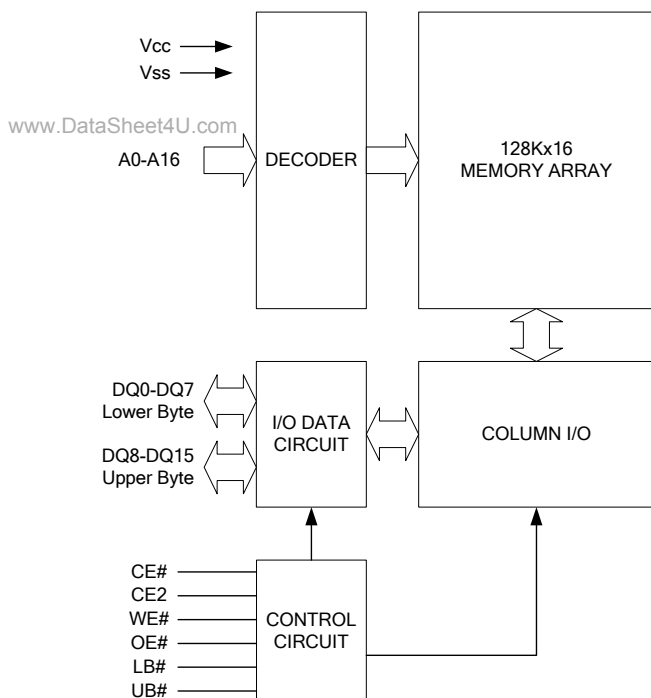 Vcc
Vss
www.DataSheet4U.com
A0-A16
DECODER
128Kx16
MEMORY ARRAY
DQ0-DQ7
Lower Byte
DQ8-DQ15
Upper Byte
I/O DATA
CIRCUIT
COLUMN I/O
CE#
CE2
WE#
OE#
LB#
UB#
CONTROL
CIRCUIT